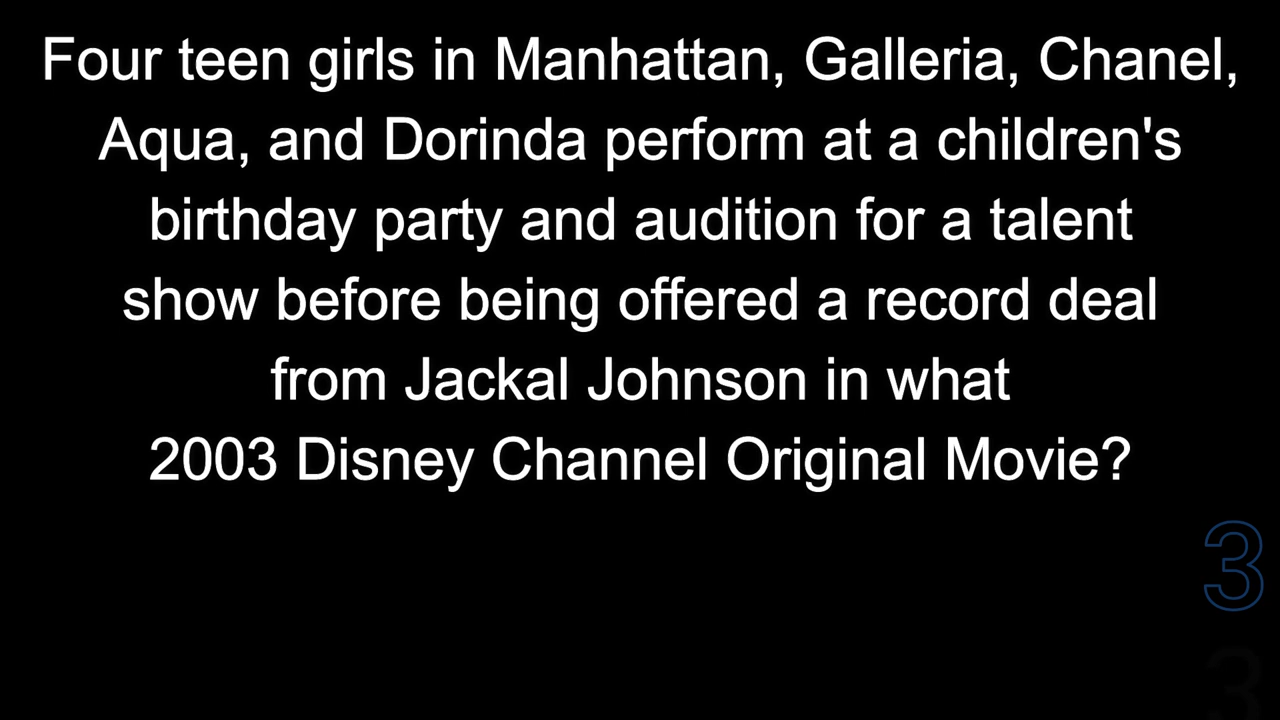 Four teen girls in Manhattan, Galleria, Chanel,
Aqua, and Dorinda perform at a children's
birthday party and audition for a talent
show before being offered a record deal
from Jackal Johnson in what
2003 Disney Channel Original Movie?
3
3